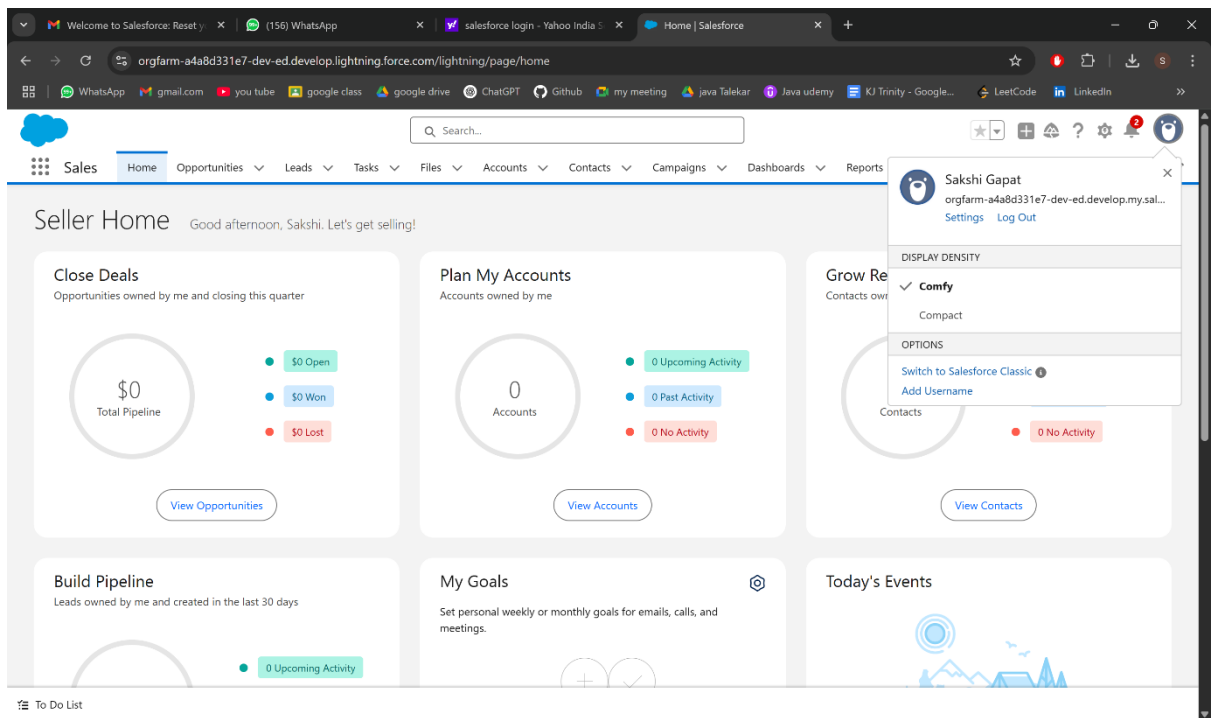 Welcome to Salesforce: Reset y
(156) WhatsApp
salesforce login - Yahoo India S
Home | Salesforce
orgfarm-a4a8d331e7-dev-ed.develop.lightning.force.com/lightning/page/home
S
WhatsApp gmail.com you tube google class google drive ChatGPT Github my meeting java Talekar Java udemy KJ Trinity - Google... LeetCode LinkedIn
Search...
2
Sales Home Opportunities Leads Tasks Files Accounts Contacts Campaigns Dashboards Reports
Sakshi Gapat
orgfarm-a4a8d331e7-dev-ed.develop.my.sal...
Settings Log Out
DISPLAY DENSITY
Comfy
Compact
OPTIONS
Switch to Salesforce Classic
Add Username
Seller Home Good afternoon, Sakshi. Let's get selling!
Close Deals
Opportunities owned by me and closing this quarter
$0
Total Pipeline
$0 Open
$0 Won
$0 Lost
View Opportunities
Plan My Accounts
Accounts owned by me
0
Accounts
0 Upcoming Activity
0 Past Activity
0 No Activity
View Accounts
Grow Re
Contacts own
Contacts
0 No Activity
View Contacts
Build Pipeline
Leads owned by me and created in the last 30 days
0 Upcoming Activity
My Goals
Set personal weekly or monthly goals for emails, calls, and
meetings.
Today's Events
To Do List